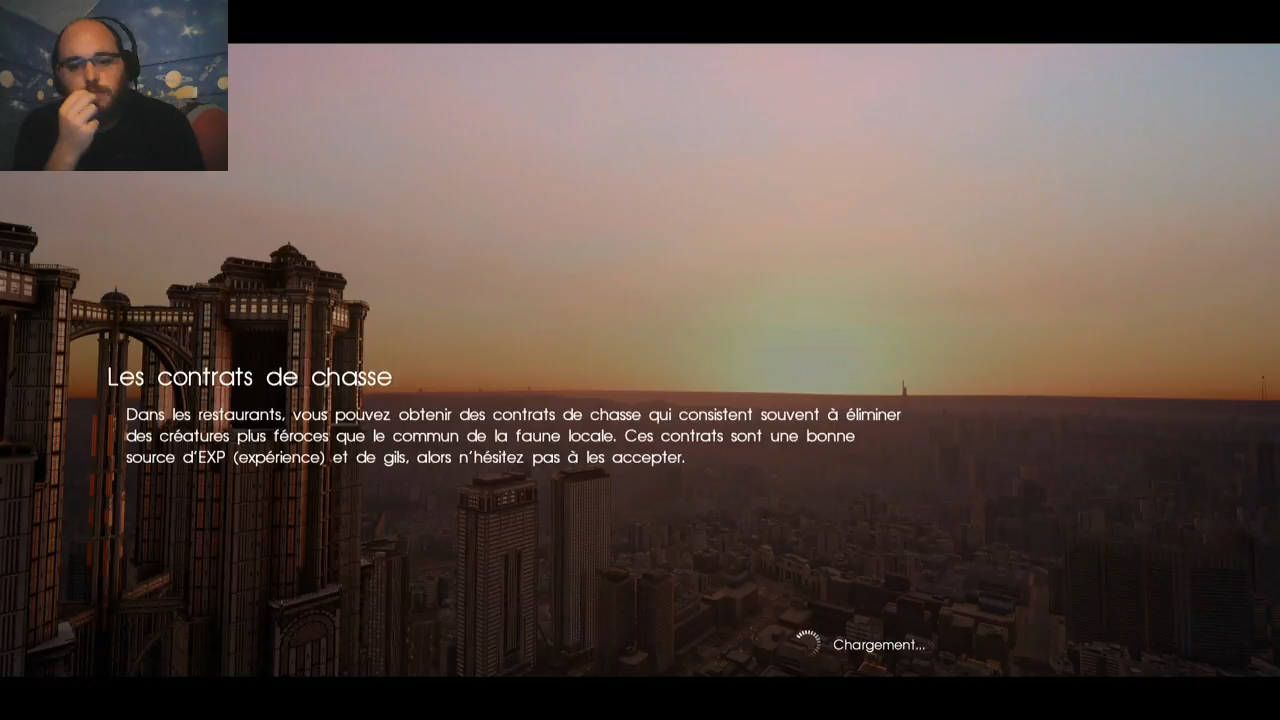 Les contrats de chasse
Dans les restaurants, vous pouvez obtenir des contrats de chasse qui consistent souvent à éliminer
des créatures plus féroces que le commun de la faune locale. Ces contrats sont une bonne
source d'EXP (expérience) et de gils, alors n'hésitez pas à les accepter.
Chargement...